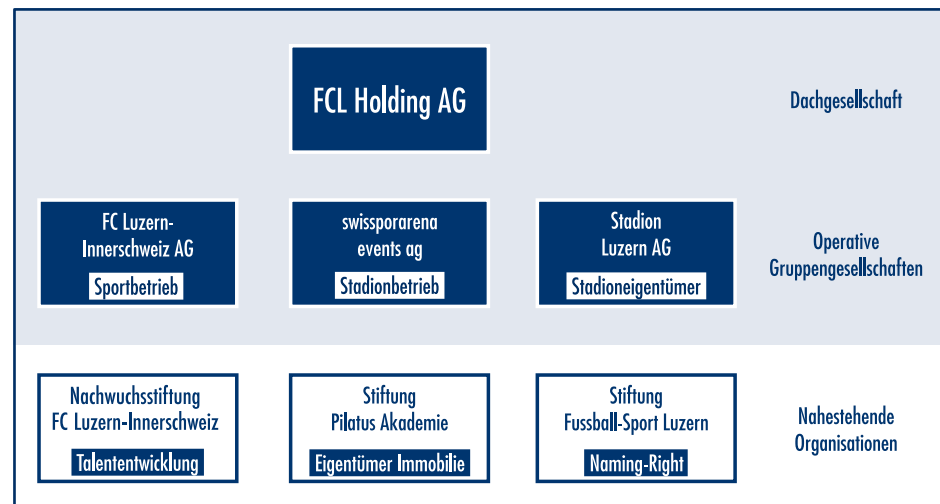 FCL Holding AG
Dachgesellschaft
FC Luzern-
Innerschweiz AG
Sportbetrieb
swissporarena
events ag
Stadionbetrieb
Stadion
Luzern AG
Stadioneigentümer
Operative
Gruppengesellschaften
Nachwuchsstiftung
FC Luzern-Innerschweiz
Talententwicklung
Stiftung
Pilatus Akademie
Eigentümer Immobilie
Stiftung
Fussball-Sport Luzern
Naming-Right
Nahestehende
Organisationen